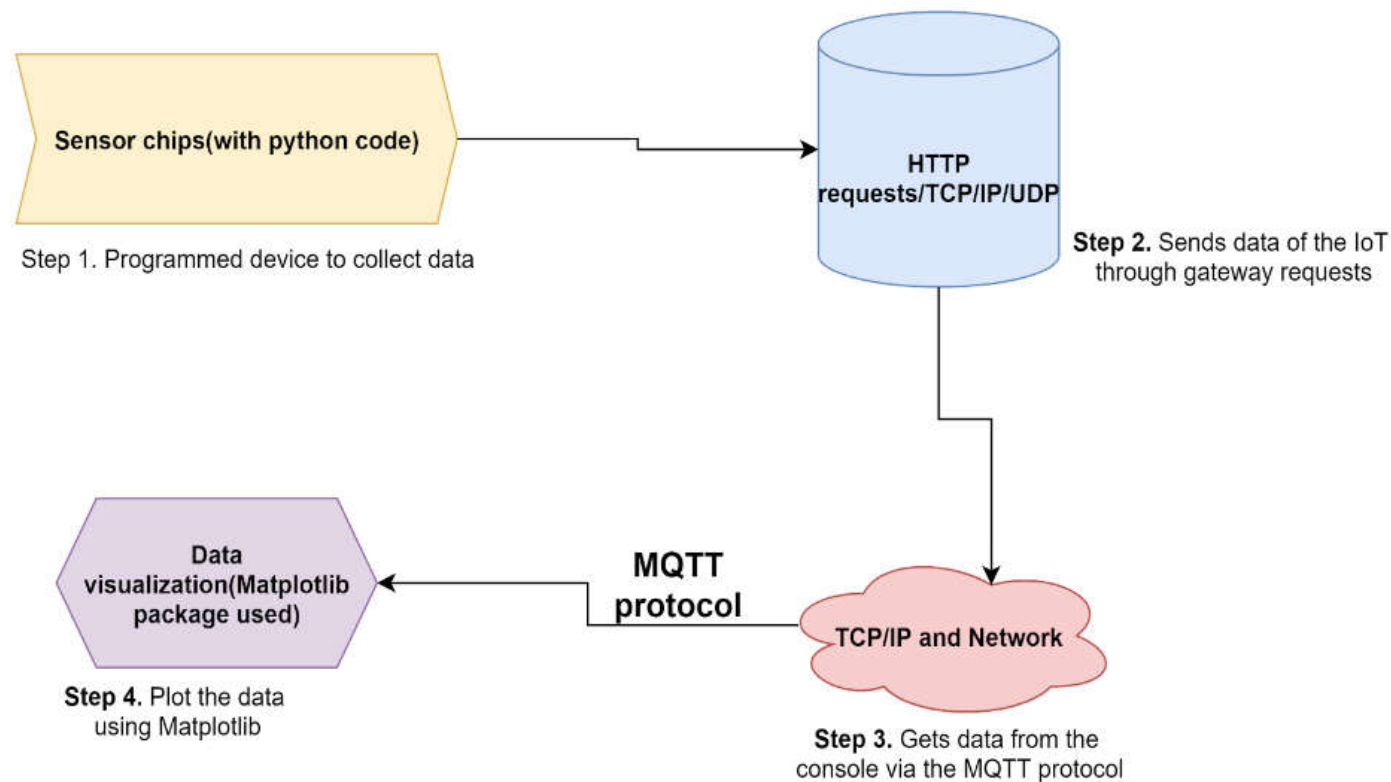 Sensor chips(with python code)
Step 1. Programmed device to collect data
HTTP
requests/TCP/IP/UDP
Step 2. Sends data of the IoT
through gateway requests
TCP/IP and Network
Step 3. Gets data from the
console via the MQTT protocol
MQTT
protocol
Data
visualization(Matplotlib
package used)
Step 4. Plot the data
using Matplotlib